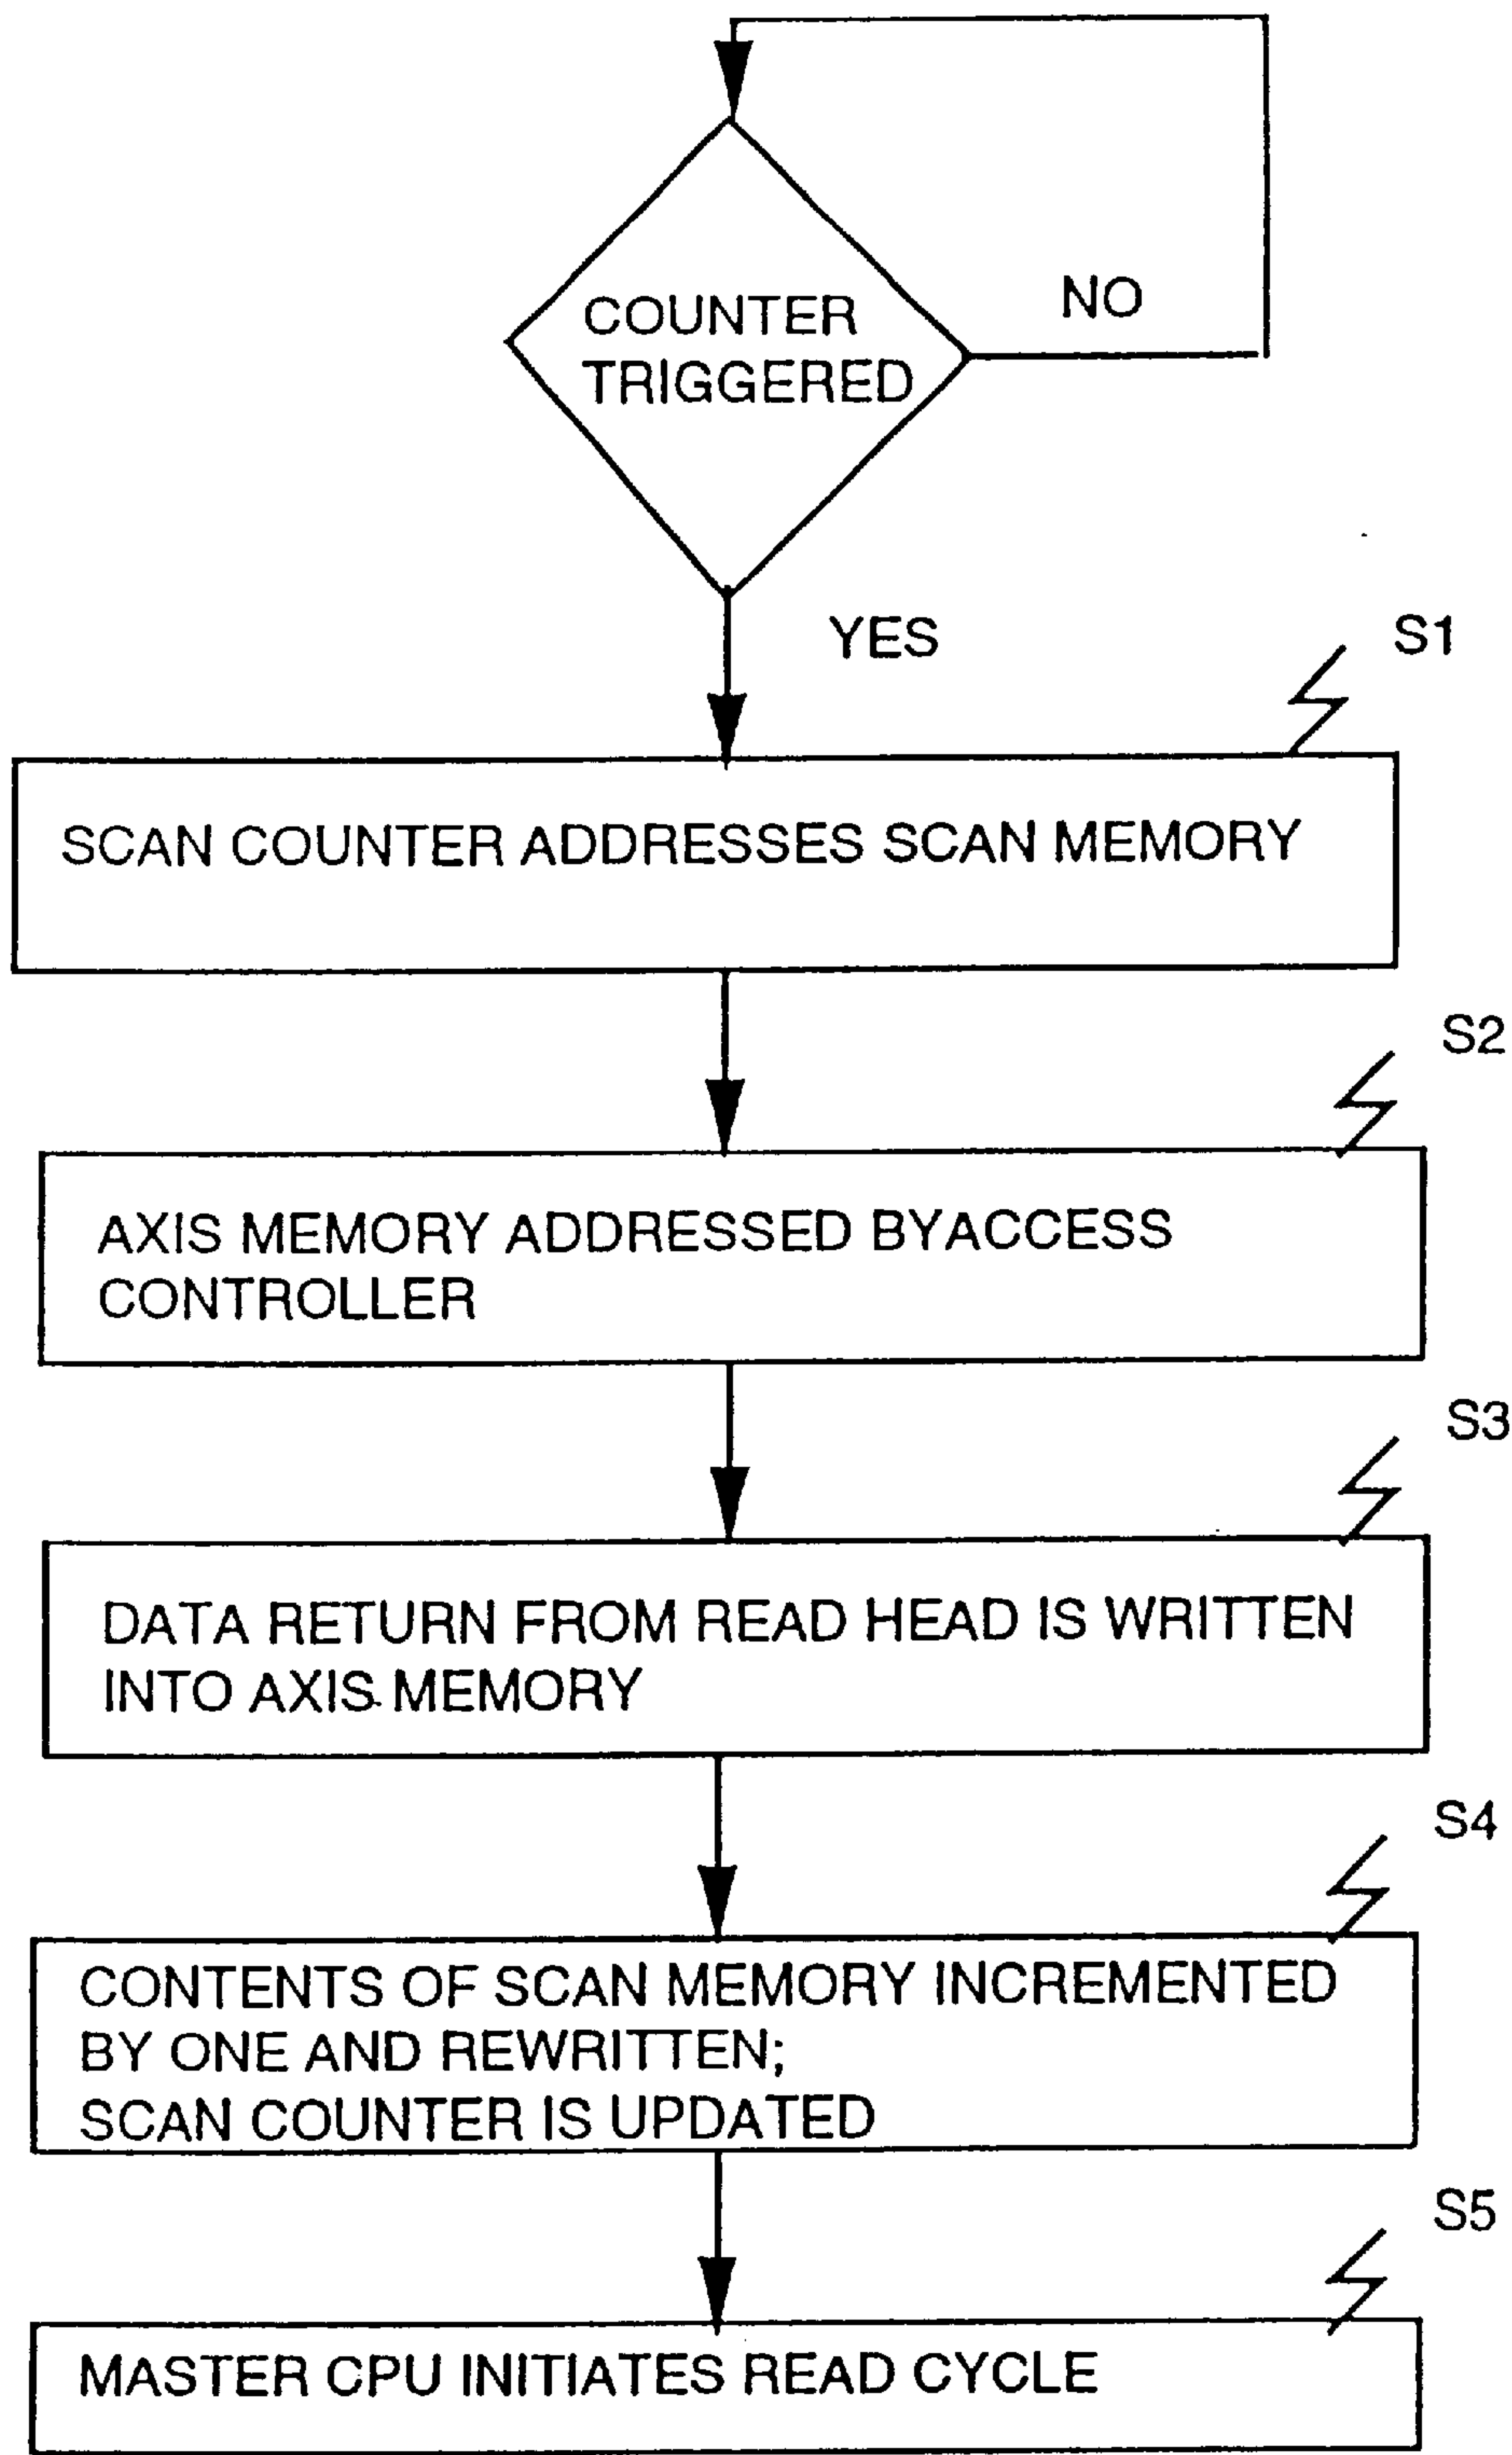 COUNTER
TRIGGERED
NO
YES
S1
SCAN COUNTER ADDRESSES SCAN MEMORY
S2
AXIS MEMORY ADDRESSED BYACCESS
CONTROLLER
S3
DATA RETURN FROM READ HEAD IS WRITTEN
INTO AXIS MEMORY
S4
CONTENTS OF SCAN MEMORY INCREMENTED
BY ONE AND REWRITTEN;
SCAN COUNTER IS UPDATED
S5
MASTER CPU INITIATES READ CYCLE